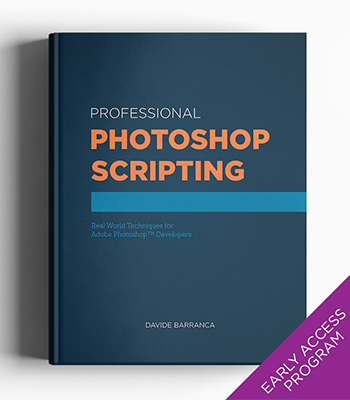 PROFESSIONAL
PHOTOSHOP
SCRIPTING
Real World Techniques for
Adobe Photoshop™ Developers
DAVIDE BARRANCA
EARLY ACCESS
PROGRAM